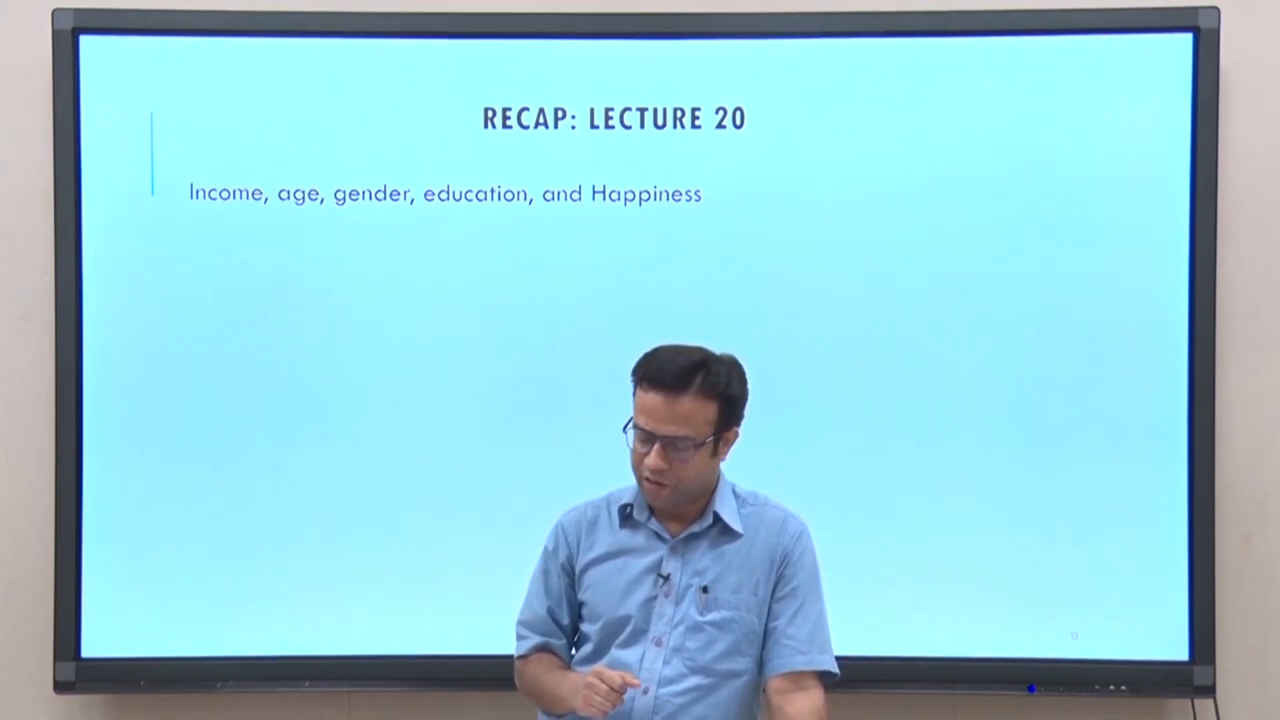 RECAP: LECTURE 20
Income, age, gender, education, and Happiness